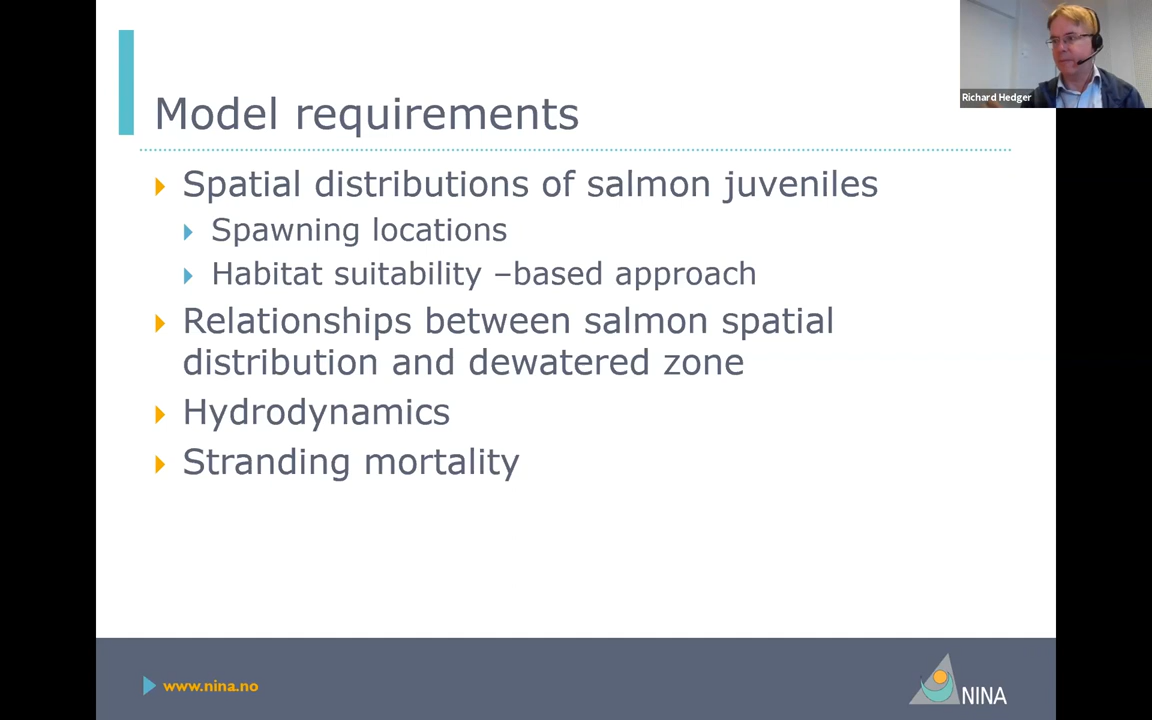 Richard Hedger
Model requirements
Spatial distributions of salmon juveniles
Spawning locations
Habitat suitability –based approach
Relationships between salmon spatial
distribution and dewatered zone
Hydrodynamics
Stranding mortality
www.nina.no
NINA